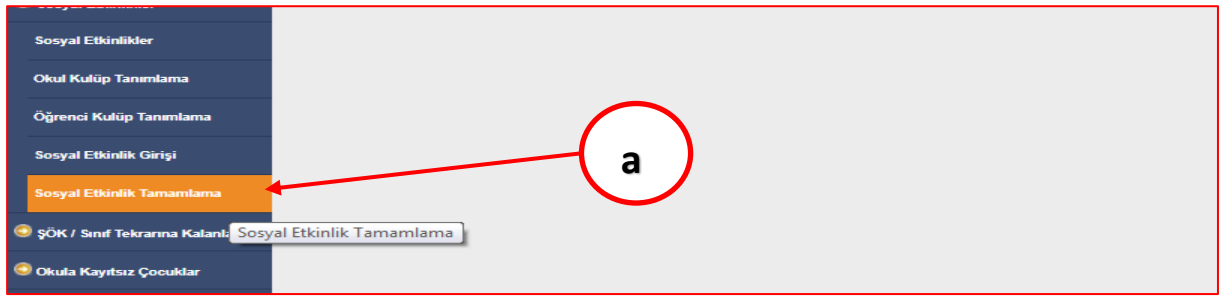 Sosyal Etkinlikler
Okul Kulüp Tanımlama
Öğrenci Kulüp Tanımlama
Sosyal Etkinlik Girişi
Sosyal Etkinlik Tamamlama
a
ŞÖK / Sınıf Tekrarına
Sosyal Etkinlik Tamamlama
Okula Kayıtsız Çocuklar